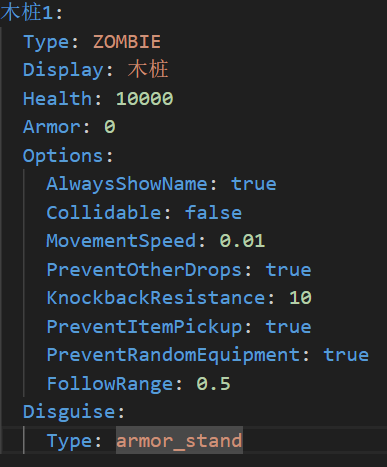 木桩1:
Type: ZOMBIE
Display: 木桩
Health: 10000
Armor: 0
Options:
AlwaysShowName: true
Collidable: false
MovementSpeed: 0.01
PreventOtherDrops: true
KnockbackResistance: 10
PreventItemPickup: true
PreventRandomEquipment: true
FollowRange: 0.5
Disguise:
Type: armor_stand